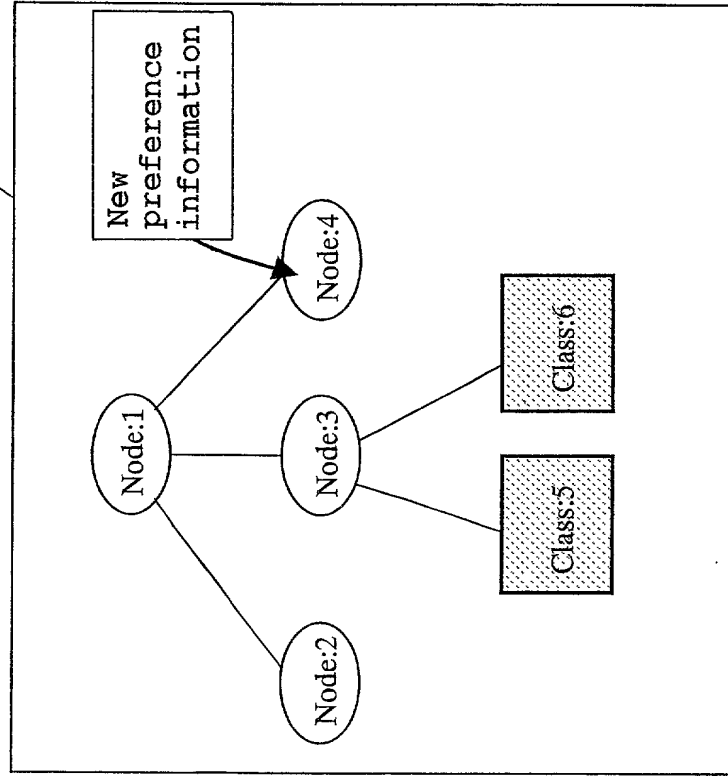 New
preference
information
Node:1
Node:2
Node:3
Node:4
Class:5
Class:6